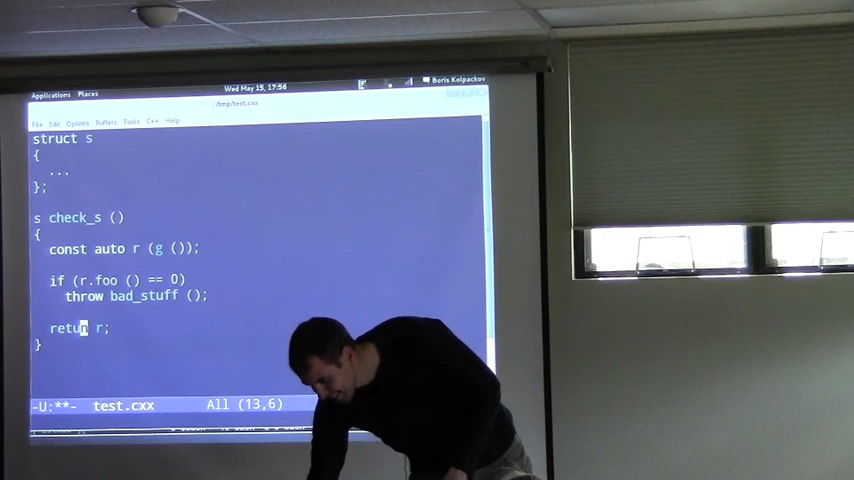 Applications Places
Wed May 15, 17:56
Boris Kolpackov
:/tmp/test.cxx
File Edit Options Buffers Tools C++ Help
struct s
{
...
};
s check_s ()
{
const auto r (g ());
if (r.foo () == 0)
throw bad_stuff ();
retun r;
}
-U:**- test.cxx All (13,6)